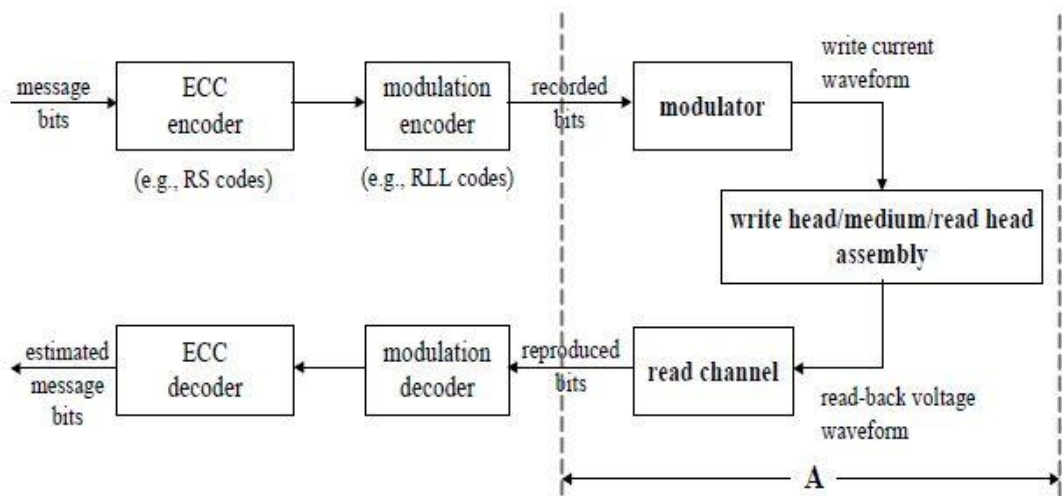 message
bits
ECC
encoder
(e.g., RS codes)
modulation
encoder
(e.g., RLL codes)
recorded
bits
modulator
write current
waveform
write head/medium/read head
assembly
estimated
message
bits
ECC
decoder
modulation
decoder
reproduced
bits
read channel
read-back voltage
waveform
A